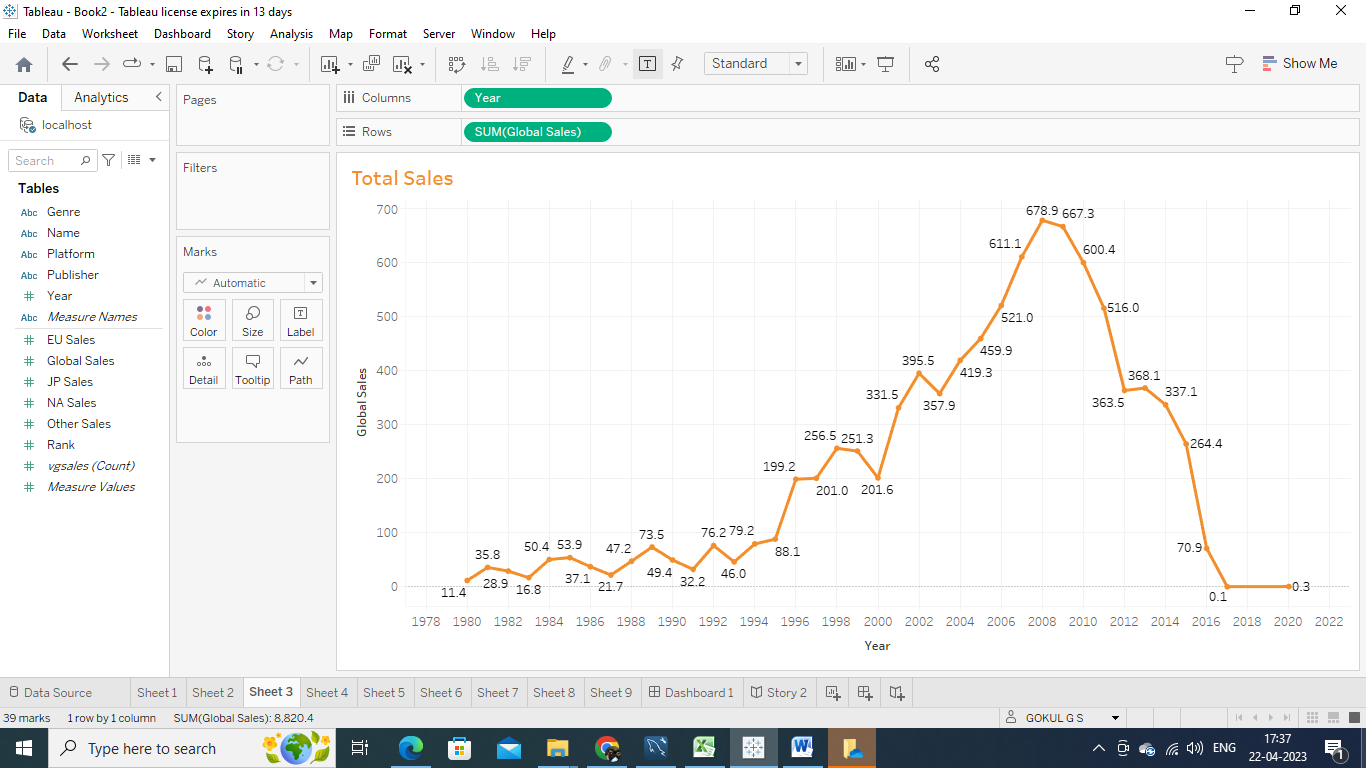 Tableau - Book2 - Tableau license expires in 13 days
File Data Worksheet Dashboard Story Analysis Map Format Server Window Help
Standard
Show Me
Data Analytics
localhost
Search
Tables
Abc Genre
Abc Name
Abc Platform
Abc Publisher
# Year
Abc Measure Names
# EU Sales
# Global Sales
# JP Sales
# NA Sales
# Other Sales
# Rank
# vgsales (Count)
# Measure Values
Pages
Filters
Marks
Automatic
Color Size Label
Detail Tooltip Path
Columns Year
Rows SUM(Global Sales)
Total Sales
Global Sales
700
600
500
400
300
200
100
0
11.4
35.8
28.9
16.8
50.4
53.9
37.1
21.7
47.2
73.5
49.4
32.2
76.2
46.0
79.2
88.1
199.2
201.0
256.5
251.3
201.6
331.5
395.5
357.9
419.3
459.9
521.0
611.1
678.9
667.3
600.4
516.0
363.5
368.1
337.1
264.4
70.9
0.1
0.3
1978 1980 1982 1984 1986 1988 1990 1992 1994 1996 1998 2000 2002 2004 2006 2008 2010 2012 2014 2016 2018 2020 2022
Year
Data Source Sheet 1 Sheet 2 Sheet 3 Sheet 4 Sheet 5 Sheet 6 Sheet 7 Sheet 8 Sheet 9 Dashboard 1 Story 2
39 marks 1 row by 1 column SUM(Global Sales): 8,820.4 GOKUL G S
Type here to search
ENG
17:37
22-04-2023
1